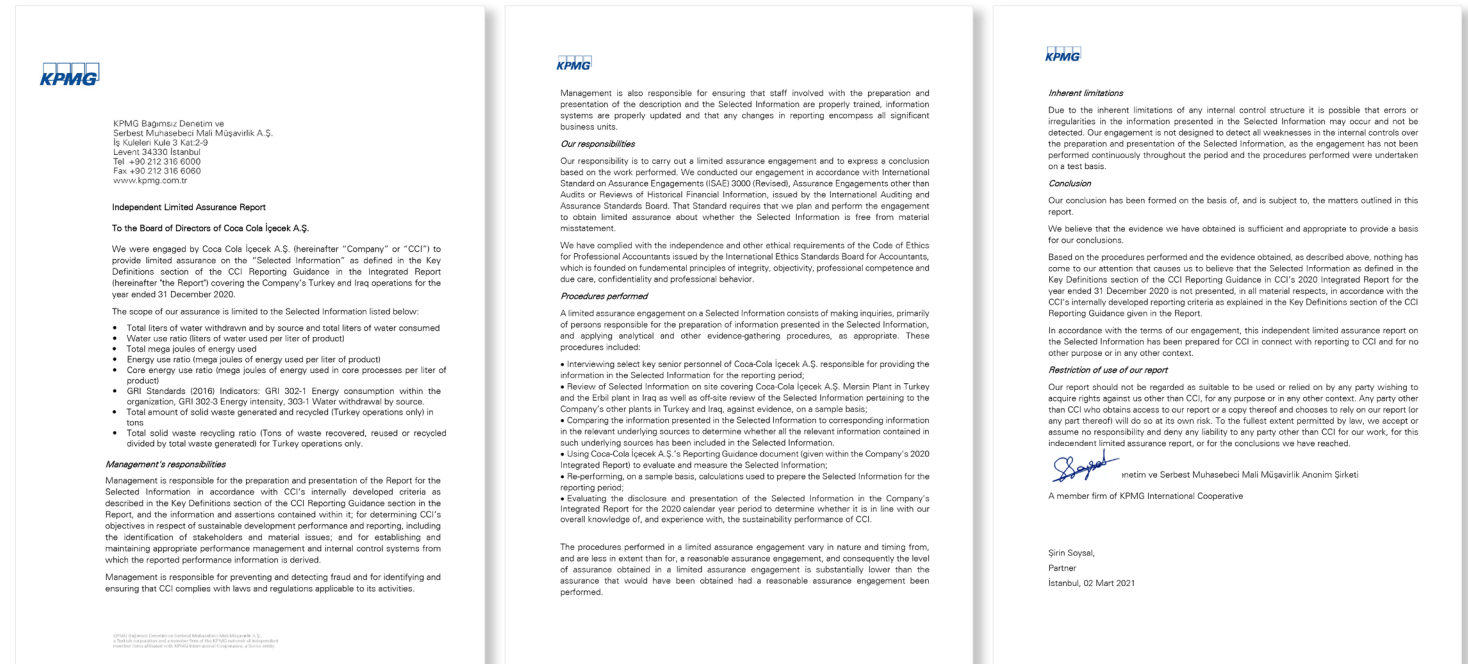 KPMG
KPMG Bağımsız Denetim ve
Serbest Muhasebeci Mali Müşavirlik A.Ş.
İş Kuleleri Kule 3 Kat:2-9
Levent 34330 İstanbul
Tel +90 212 316 6000
Fax +90 212 316 6060
www.kpmg.com.tr
Independent Limited Assurance Report
To the Board of Directors of Coca Cola İçecek A.Ş.
We were engaged by Coca Cola İçecek A.Ş. (hereinafter “Company” or “CCI”) to
provide limited assurance on the “Selected Information” as defined in the Key
Definitions section of the CCI Reporting Guidance in the Integrated Report
(hereinafter "the Report") covering the Company’s Turkey and Iraq operations for the
year ended 31 December 2020.
The scope of our assurance is limited to the Selected Information listed below:
• Total liters of water withdrawn and by source and total liters of water consumed
• Water use ratio (liters of water used per liter of product)
• Total mega joules of energy used
• Energy use ratio (mega joules of energy used per liter of product)
• Core energy use ratio (mega joules of energy used in core processes per liter of
product)
• GRI Standards (2016) Indicators: GRI 302-1 Energy consumption within the
organization, GRI 302-3 Energy intensity, 303-1 Water withdrawal by source.
• Total amount of solid waste generated and recycled (Turkey operations only) in
tons
• Total solid waste recycling ratio (Tons of waste recovered, reused or recycled
divided by total waste generated) for Turkey operations only.
Management’s responsibilities
Management is responsible for the preparation and presentation of the Report for the
Selected Information in accordance with CCI’s internally developed criteria as
described in the Key Definitions section of the CCI Reporting Guidance section in the
Report, and the information and assertions contained within it; for determining CCI’s
objectives in respect of sustainable development performance and reporting, including
the identification of stakeholders and material issues; and for establishing and
maintaining appropriate performance management and internal control systems from
which the reported performance information is derived.
Management is responsible for preventing and detecting fraud and for identifying and
ensuring that CCI complies with laws and regulations applicable to its activities.
KPMG Bağımsız Denetim ve Serbest Muhasebeci Mali Müşavirlik A.Ş.,
a Turkish corporation and a member firm of the KPMG network of independent
member firms affiliated with KPMG International Cooperative, a Swiss entity.
KPMG
Management is also responsible for ensuring that staff involved with the preparation and
presentation of the description and the Selected Information are properly trained, information
systems are properly updated and that any changes in reporting encompass all significant
business units.
Our responsibilities
Our responsibility is to carry out a limited assurance engagement and to express a conclusion
based on the work performed. We conducted our engagement in accordance with International
Standard on Assurance Engagements (ISAE) 3000 (Revised), Assurance Engagements other than
Audits or Reviews of Historical Financial Information, issued by the International Auditing and
Assurance Standards Board. That Standard requires that we plan and perform the engagement
to obtain limited assurance about whether the Selected Information is free from material
misstatement.
We have complied with the independence and other ethical requirements of the Code of Ethics
for Professional Accountants issued by the International Ethics Standards Board for Accountants,
which is founded on fundamental principles of integrity, objectivity, professional competence and
due care, confidentiality and professional behavior.
Procedures performed
A limited assurance engagement on a Selected Information consists of making inquiries, primarily
of persons responsible for the preparation of information presented in the Selected Information,
and applying analytical and other evidence-gathering procedures, as appropriate. These
procedures included:
• Interviewing select key senior personnel of Coca-Cola İçecek A.Ş. responsible for providing the
information in the Selected Information for the reporting period;
• Review of Selected Information on site covering Coca-Cola İçecek A.Ş. Mersin Plant in Turkey
and the Erbil plant in Iraq as well as off-site review of the Selected Information pertaining to the
Company’s other plants in Turkey and Iraq, against evidence, on a sample basis;
• Comparing the information presented in the Selected Information to corresponding information
in the relevant underlying sources to determine whether all the relevant information contained in
such underlying sources has been included in the Selected Information.
• Using Coca-Cola İçecek A.Ş.'s Reporting Guidance document (given within the Company’s 2020
Integrated Report) to evaluate and measure the Selected Information;
• Re-performing, on a sample basis, calculations used to prepare the Selected Information for the
reporting period;
• Evaluating the disclosure and presentation of the Selected Information in the Company’s
Integrated Report for the 2020 calendar year period to determine whether it is in line with our
overall knowledge of, and experience with, the sustainability performance of CCI.
The procedures performed in a limited assurance engagement vary in nature and timing from,
and are less in extent than for, a reasonable assurance engagement, and consequently the level
of assurance obtained in a limited assurance engagement is substantially lower than the
assurance that would have been obtained had a reasonable assurance engagement been
performed.
KPMG
Inherent limitations
Due to the inherent limitations of any internal control structure it is possible that errors or
irregularities in the information presented in the Selected Information may occur and not be
detected. Our engagement is not designed to detect all weaknesses in the internal controls over
the preparation and presentation of the Selected Information, as the engagement has not been
performed continuously throughout the period and the procedures performed were undertaken
on a test basis.
Conclusion
Our conclusion has been formed on the basis of, and is subject to, the matters outlined in this
report.
We believe that the evidence we have obtained is sufficient and appropriate to provide a basis
for our conclusions.
Based on the procedures performed and the evidence obtained, as described above, nothing has
come to our attention that causes us to believe that the Selected Information as defined in the
Key Definitions section of the CCI Reporting Guidance in CCI’s 2020 Integrated Report for the
year ended 31 December 2020 is not presented, in all material respects, in accordance with the
CCI’s internally developed reporting criteria as explained in the Key Definitions section of the CCI
Reporting Guidance given in the Report.
In accordance with the terms of our engagement, this independent limited assurance report on
the Selected Information has been prepared for CCI in connect with reporting to CCI and for no
other purpose or in any other context.
Restriction of use of our report
Our report should not be regarded as suitable to be used or relied on by any party wishing to
acquire rights against us other than CCI, for any purpose or in any other context. Any party other
than CCI who obtains access to our report or a copy thereof and chooses to rely on our report (or
any part thereof) will do so at its own risk. To the fullest extent permitted by law, we accept or
assume no responsibility and deny any liability to any party other than CCI for our work, for this
independent limited assurance report, or for the conclusions we have reached.
netim ve Serbest Muhasebeci Mali Müşavirlik Anonim Şirketi
A member firm of KPMG International Cooperative
Şirin Soysal,
Partner
İstanbul, 02 Mart 2021